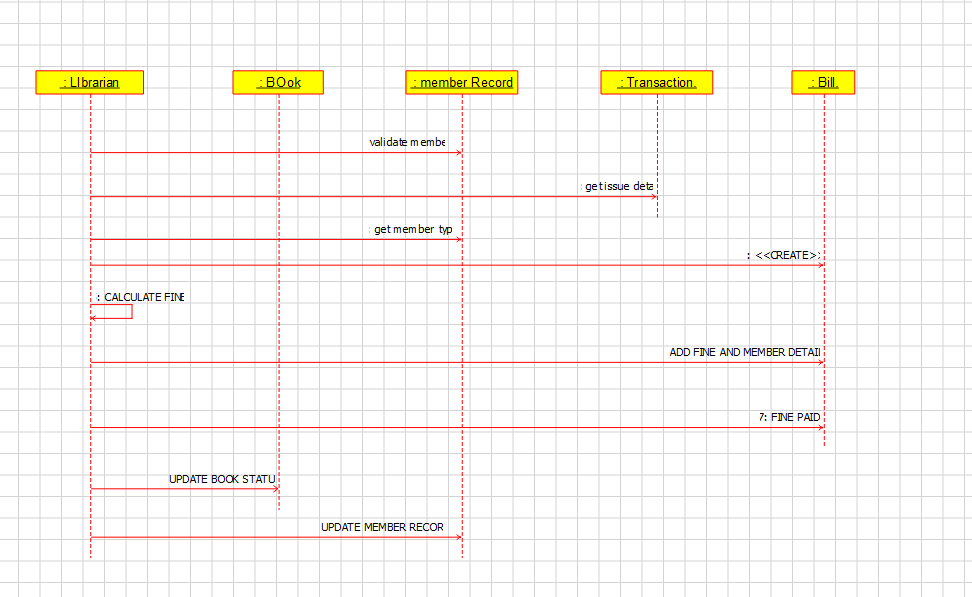 : LIbrarian
: BOok
: member Record
: Transaction.
: Bill.
validate membe
: get issue deta
: get member typ
: <<CREATE>:
: CALCULATE FINE
ADD FINE AND MEMBER DETAI
7: FINE PAID
UPDATE BOOK STATU
UPDATE MEMBER RECOR